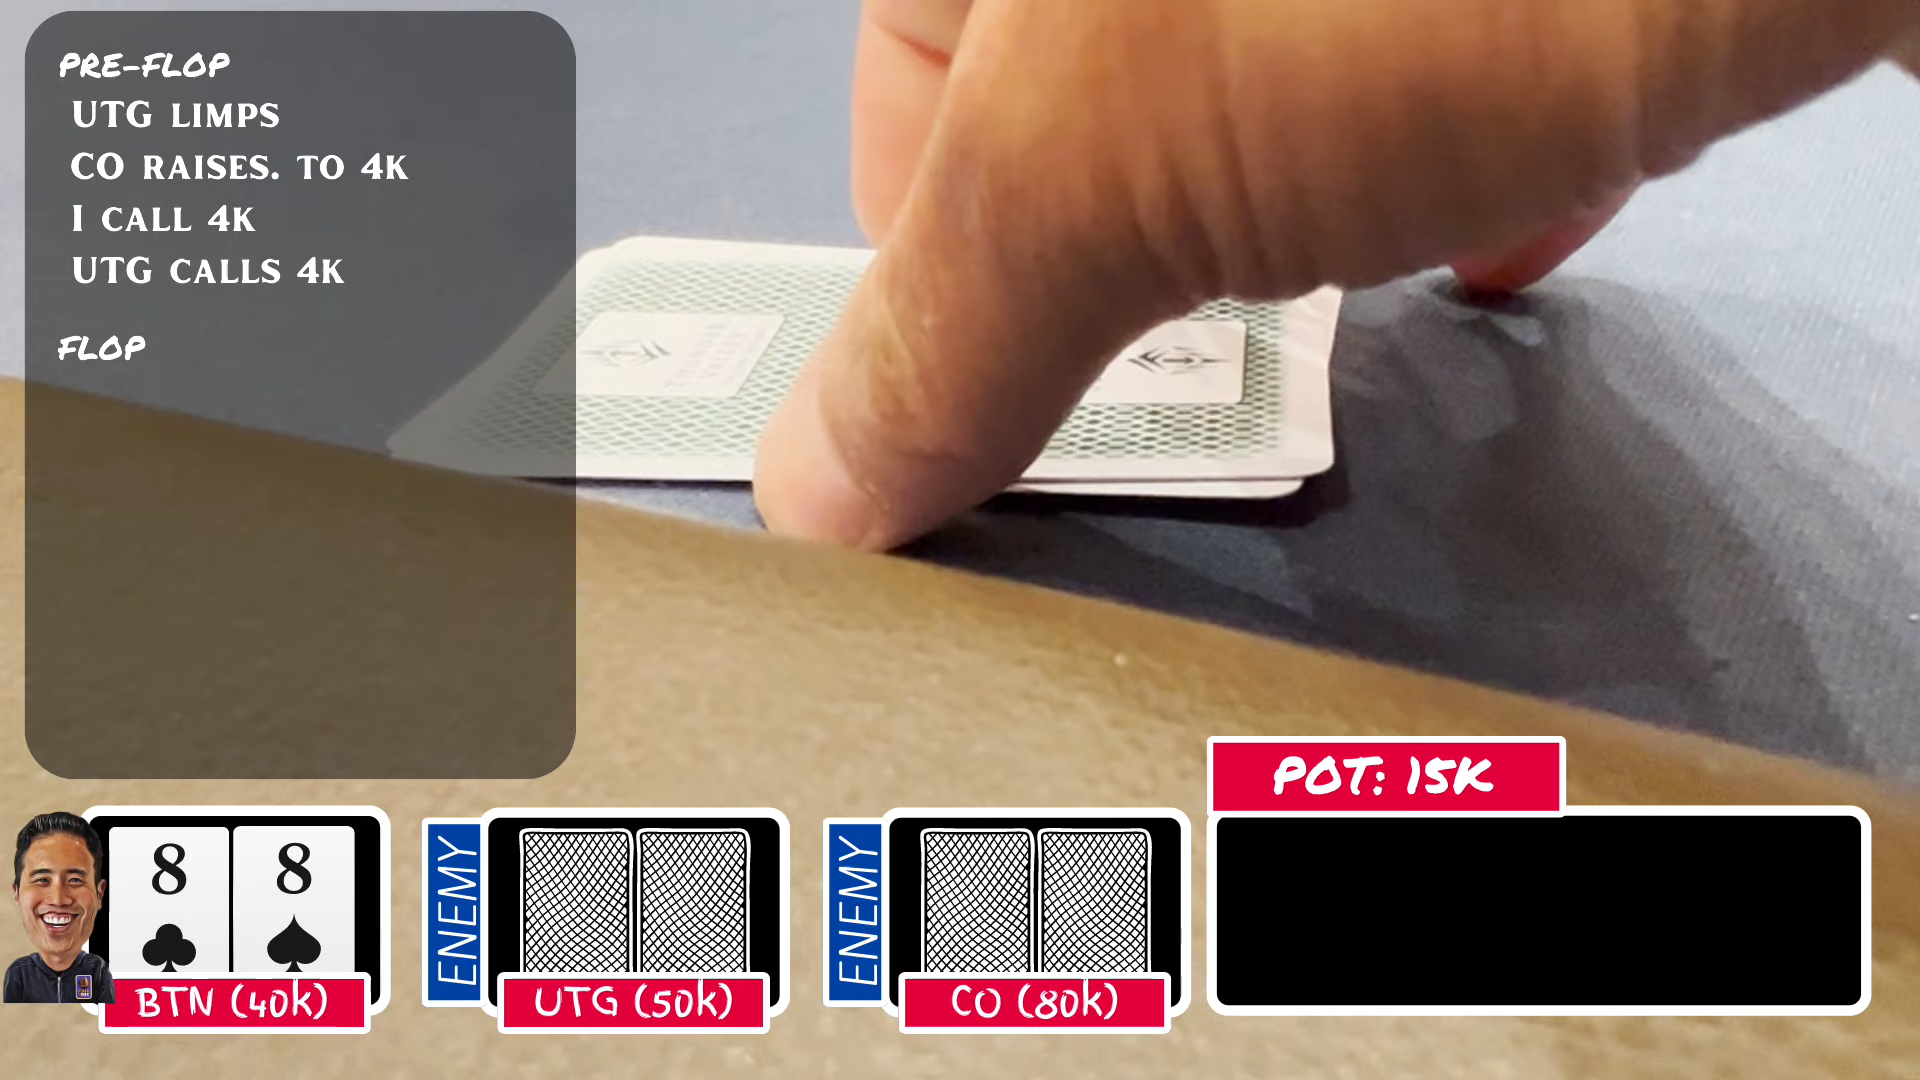 PRE-FLOP
UTG LIMPS
CO RAISES. TO 4K
I CALL 4K
UTG CALLS 4K
FLOP
POT: 15K
8 8
ENEMY
ENEMY
BTN (40k)
UTG (50k)
CO (80k)